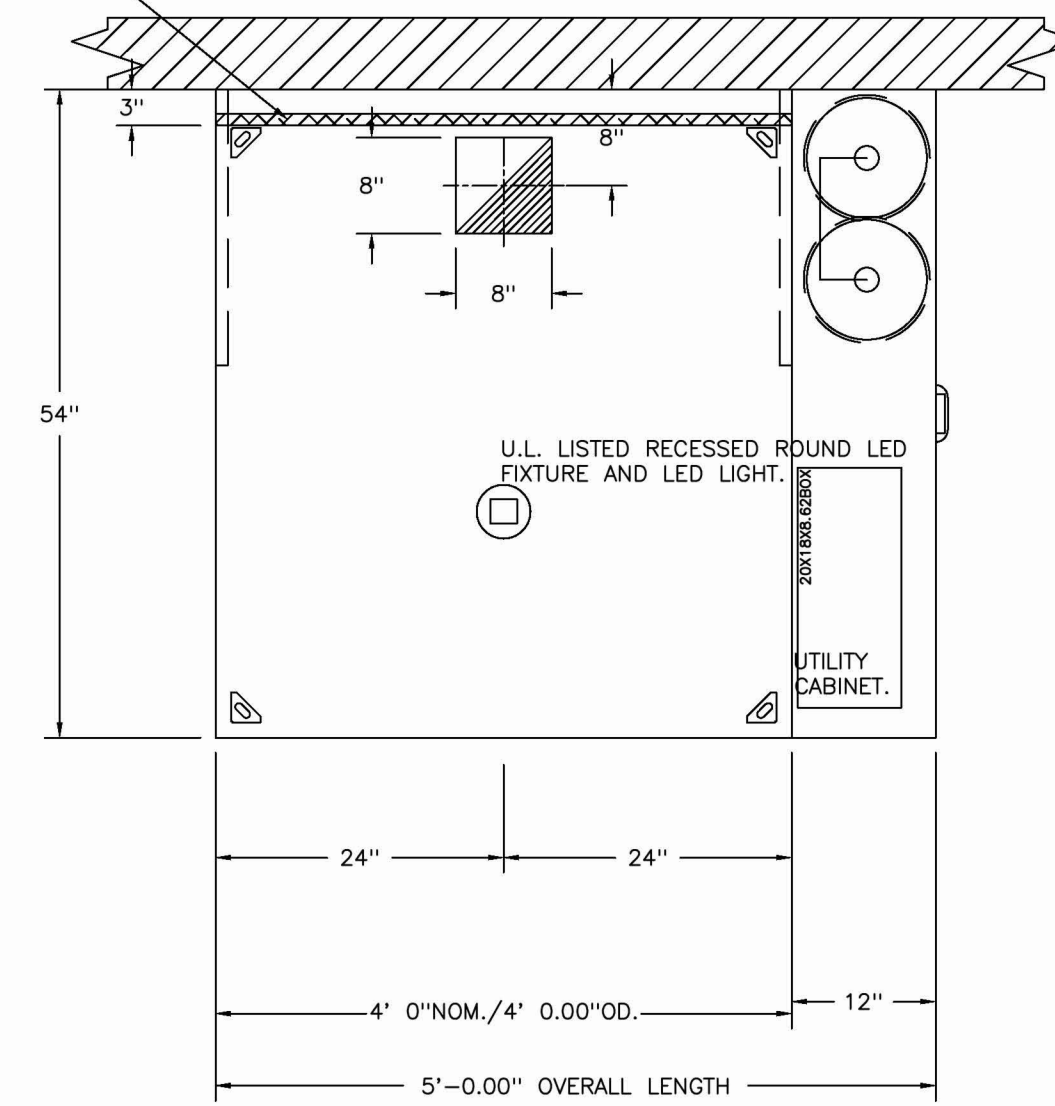 3"
8"
8"
8"
54"
U.L. LISTED RECESSED ROUND LED
FIXTURE AND LED LIGHT.
20X18X8.62BOX
UTILITY
CABINET.
24"
24"
4' 0"NOM./4' 0.00"OD.
12"
5'-0.00" OVERALL LENGTH